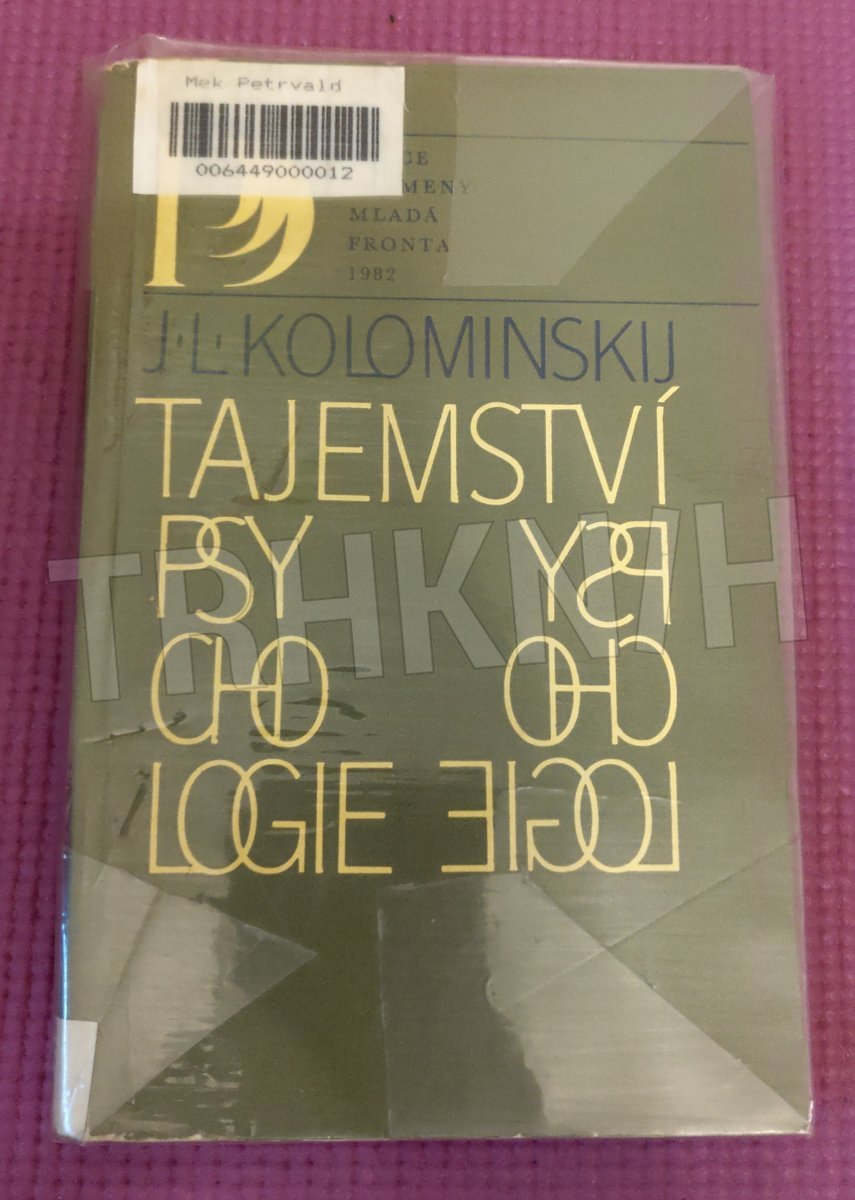 Mek Petrvald
006449000012
MLADÁ
FRONTA
1982
J·L·KOLOMINSKIJ
TAJEMSTVÍ
PSY PSY
CHO CHO
LOGIE LOGIE
TRHKNIH